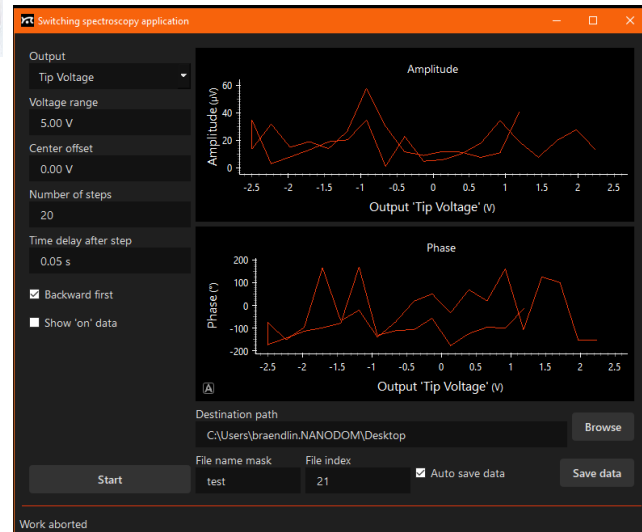 Switching spectroscopy application
Output
Tip Voltage
Voltage range
5.00 V
Center offset
0.00 V
Number of steps
20
Time delay after step
0.05 s
Backward first
Show 'on' data
Start
Amplitude
Amplitude (µV)
60
40
20
0
-2.5 -2 -1.5 -1 -0.5 0 0.5 1 1.5 2 2.5
Output 'Tip Voltage' (V)
Phase
Phase (°)
200
100
0
-100
-200
-2.5 -2 -1.5 -1 -0.5 0 0.5 1 1.5 2 2.5
A
Output 'Tip Voltage' (V)
Destination path
C:\Users\braendlin.NANODOM\Desktop
Browse
File name mask File index
test 21
Auto save data
Save data
Work aborted